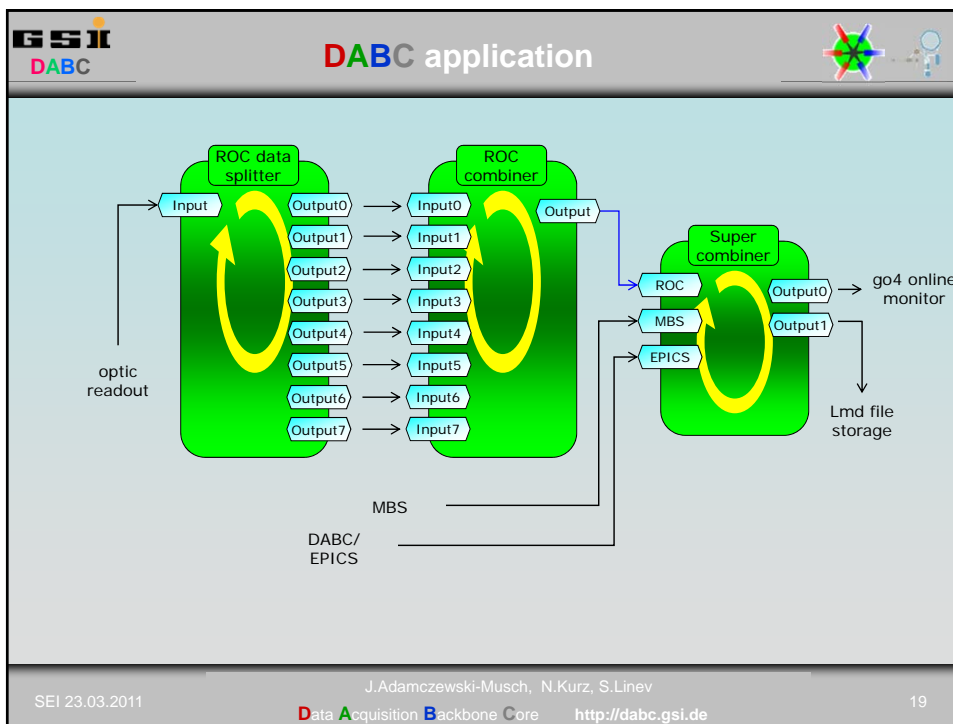 GSI
DABC
DABC application
ROC data
splitter
ROC
combiner
Super
combiner
Input
Output0
Output1
Output2
Output3
Output4
Output5
Output6
Output7
Input0
Input1
Input2
Input3
Input4
Input5
Input6
Input7
Output
ROC
MBS
EPICS
Output0
Output1
go4 online
monitor
Lmd file
storage
optic
readout
MBS
DABC/
EPICS
SEI 23.03.2011
J.Adamczewski-Musch, N.Kurz, S.Linev
Data Acquisition Backbone Core http://dabc.gsi.de
19